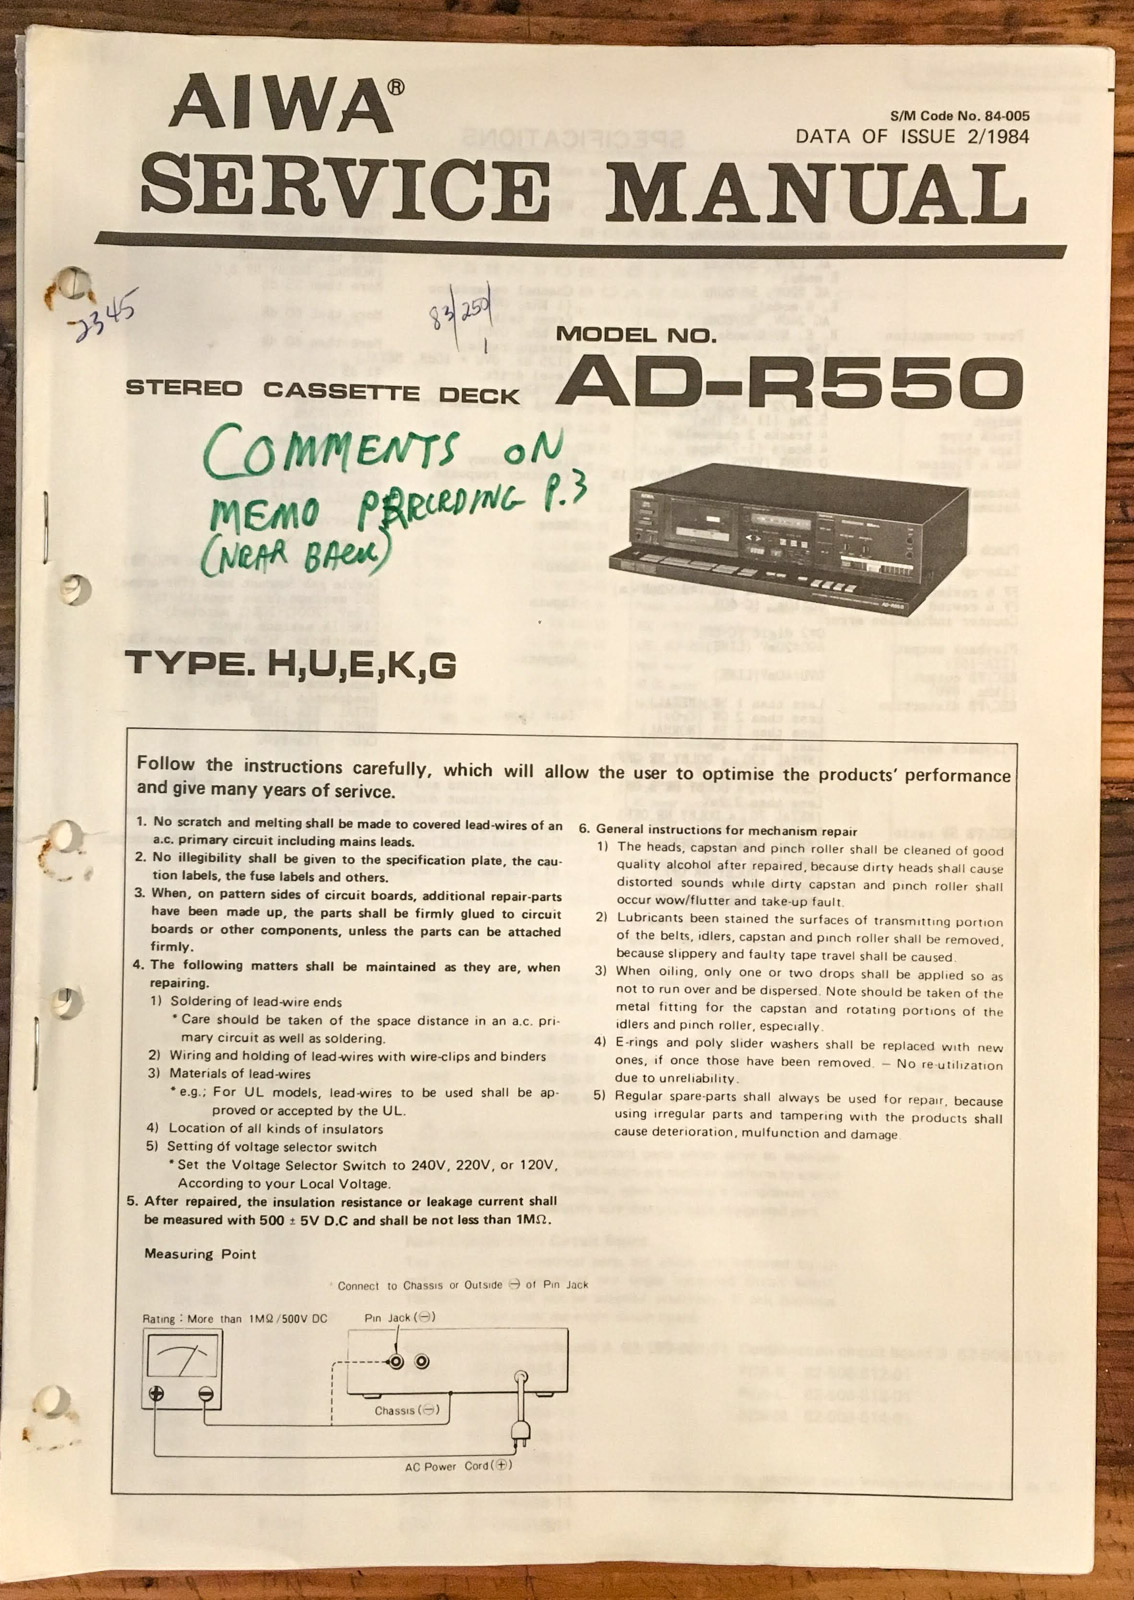 AIWA®
S/M Code No. 84-005
DATA OF ISSUE 2/1984
SERVICE MANUAL
2345
83/250/
1
MODEL NO.
STEREO CASSETTE DECK AD-R550
COMMENTS ON
MEMO PRRCRDING P.3
(NEAR BACK)
AIWA
AD-R550
TYPE. H,U,E,K,G
Follow the instructions carefully, which will allow the user to optimise the products' performance
and give many years of serivce.
1. No scratch and melting shall be made to covered lead-wires of an
a.c. primary circuit including mains leads.
2. No illegibility shall be given to the specification plate, the cau-
tion labels, the fuse labels and others.
3. When, on pattern sides of circuit boards, additional repair-parts
have been made up, the parts shall be firmly glued to circuit
boards or other components, unless the parts can be attached
firmly.
4. The following matters shall be maintained as they are, when
repairing.
1) Soldering of lead-wire ends
* Care should be taken of the space distance in an a.c. pri-
mary circuit as well as soldering.
2) Wiring and holding of lead-wires with wire-clips and binders
3) Materials of lead-wires
* e.g.; For UL models, lead-wires to be used shall be ap-
proved or accepted by the UL.
4) Location of all kinds of insulators
5) Setting of voltage selector switch
* Set the Voltage Selector Switch to 240V, 220V, or 120V,
According to your Local Voltage.
5. After repaired, the insulation resistance or leakage current shall
be measured with 500 ± 5V D.C and shall be not less than 1MΩ.
6. General instructions for mechanism repair
1) The heads, capstan and pinch roller shall be cleaned of good
quality alcohol after repaired, because dirty heads shall cause
distorted sounds while dirty capstan and pinch roller shall
occur wow/flutter and take-up fault.
2) Lubricants been stained the surfaces of transmitting portion
of the belts, idlers, capstan and pinch roller shall be removed,
because slippery and faulty tape travel shall be caused.
3) When oiling, only one or two drops shall be applied so as
not to run over and be dispersed. Note should be taken of the
metal fitting for the capstan and rotating portions of the
idlers and pinch roller, especially.
4) E-rings and poly slider washers shall be replaced with new
ones, if once those have been removed. — No re-utilization
due to unreliability.
5) Regular spare-parts shall always be used for repair, because
using irregular parts and tampering with the products shall
cause deterioration, mulfunction and damage.
Measuring Point
* Connect to Chassis or Outside ⊖ of Pin Jack
Rating : More than 1MΩ/500V DC
Pin Jack (⊖)
Chassis (⊖)
AC Power Cord (⊕)